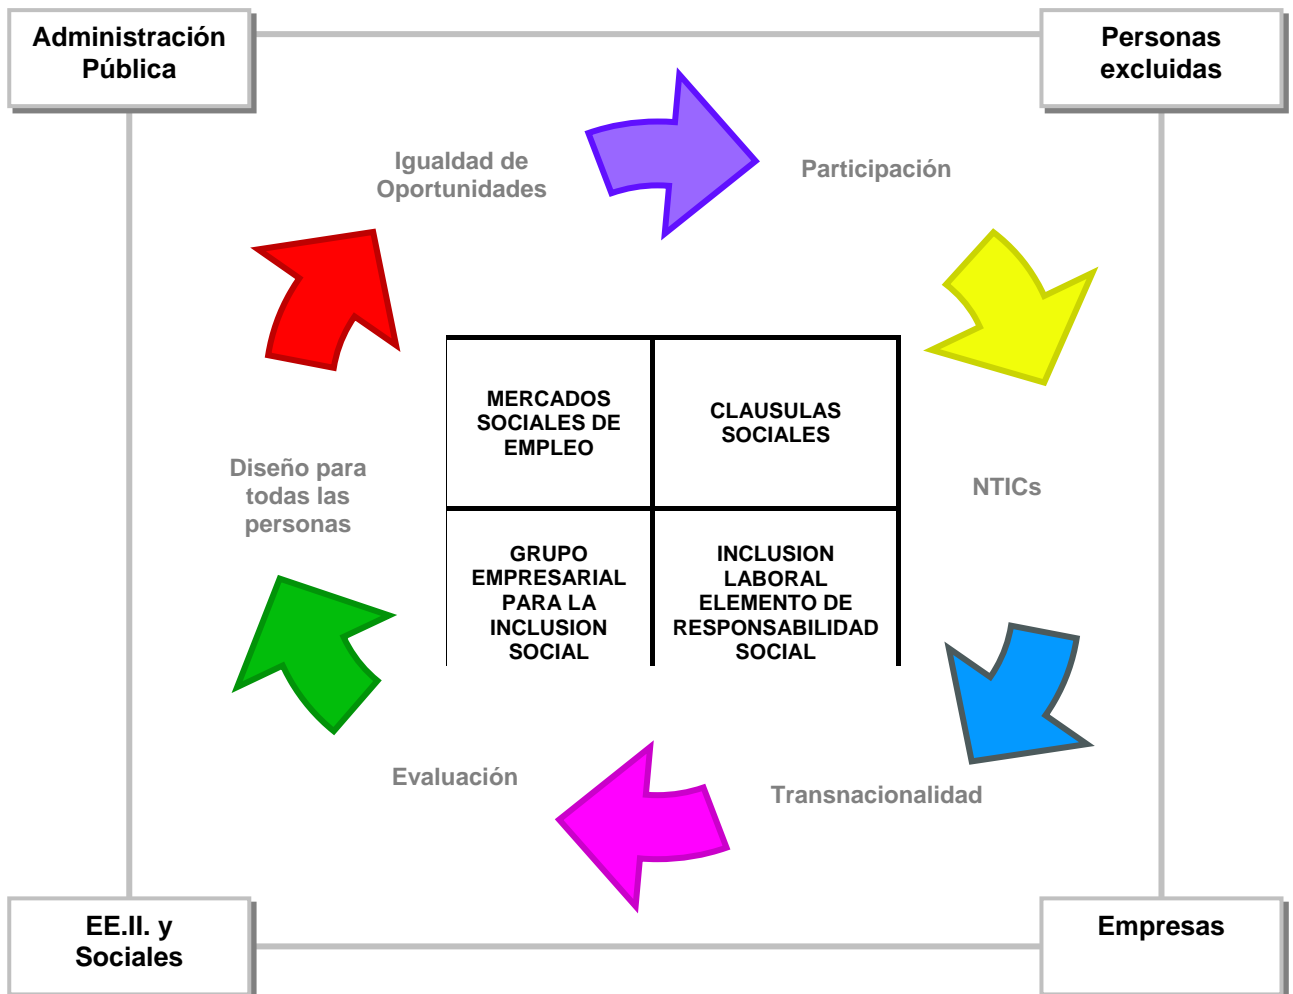 Administración
Pública
Personas
excluidas
Igualdad de
Oportunidades
Participación
MERCADOS
SOCIALES DE
EMPLEO
CLAUSULAS
SOCIALES
Diseño para
todas las
personas
NTICs
GRUPO
EMPRESARIAL
PARA LA
INCLUSION
SOCIAL
INCLUSION
LABORAL
ELEMENTO DE
RESPONSABILIDAD
SOCIAL
Evaluación
Transnacionalidad
EE.II. y
Sociales
Empresas